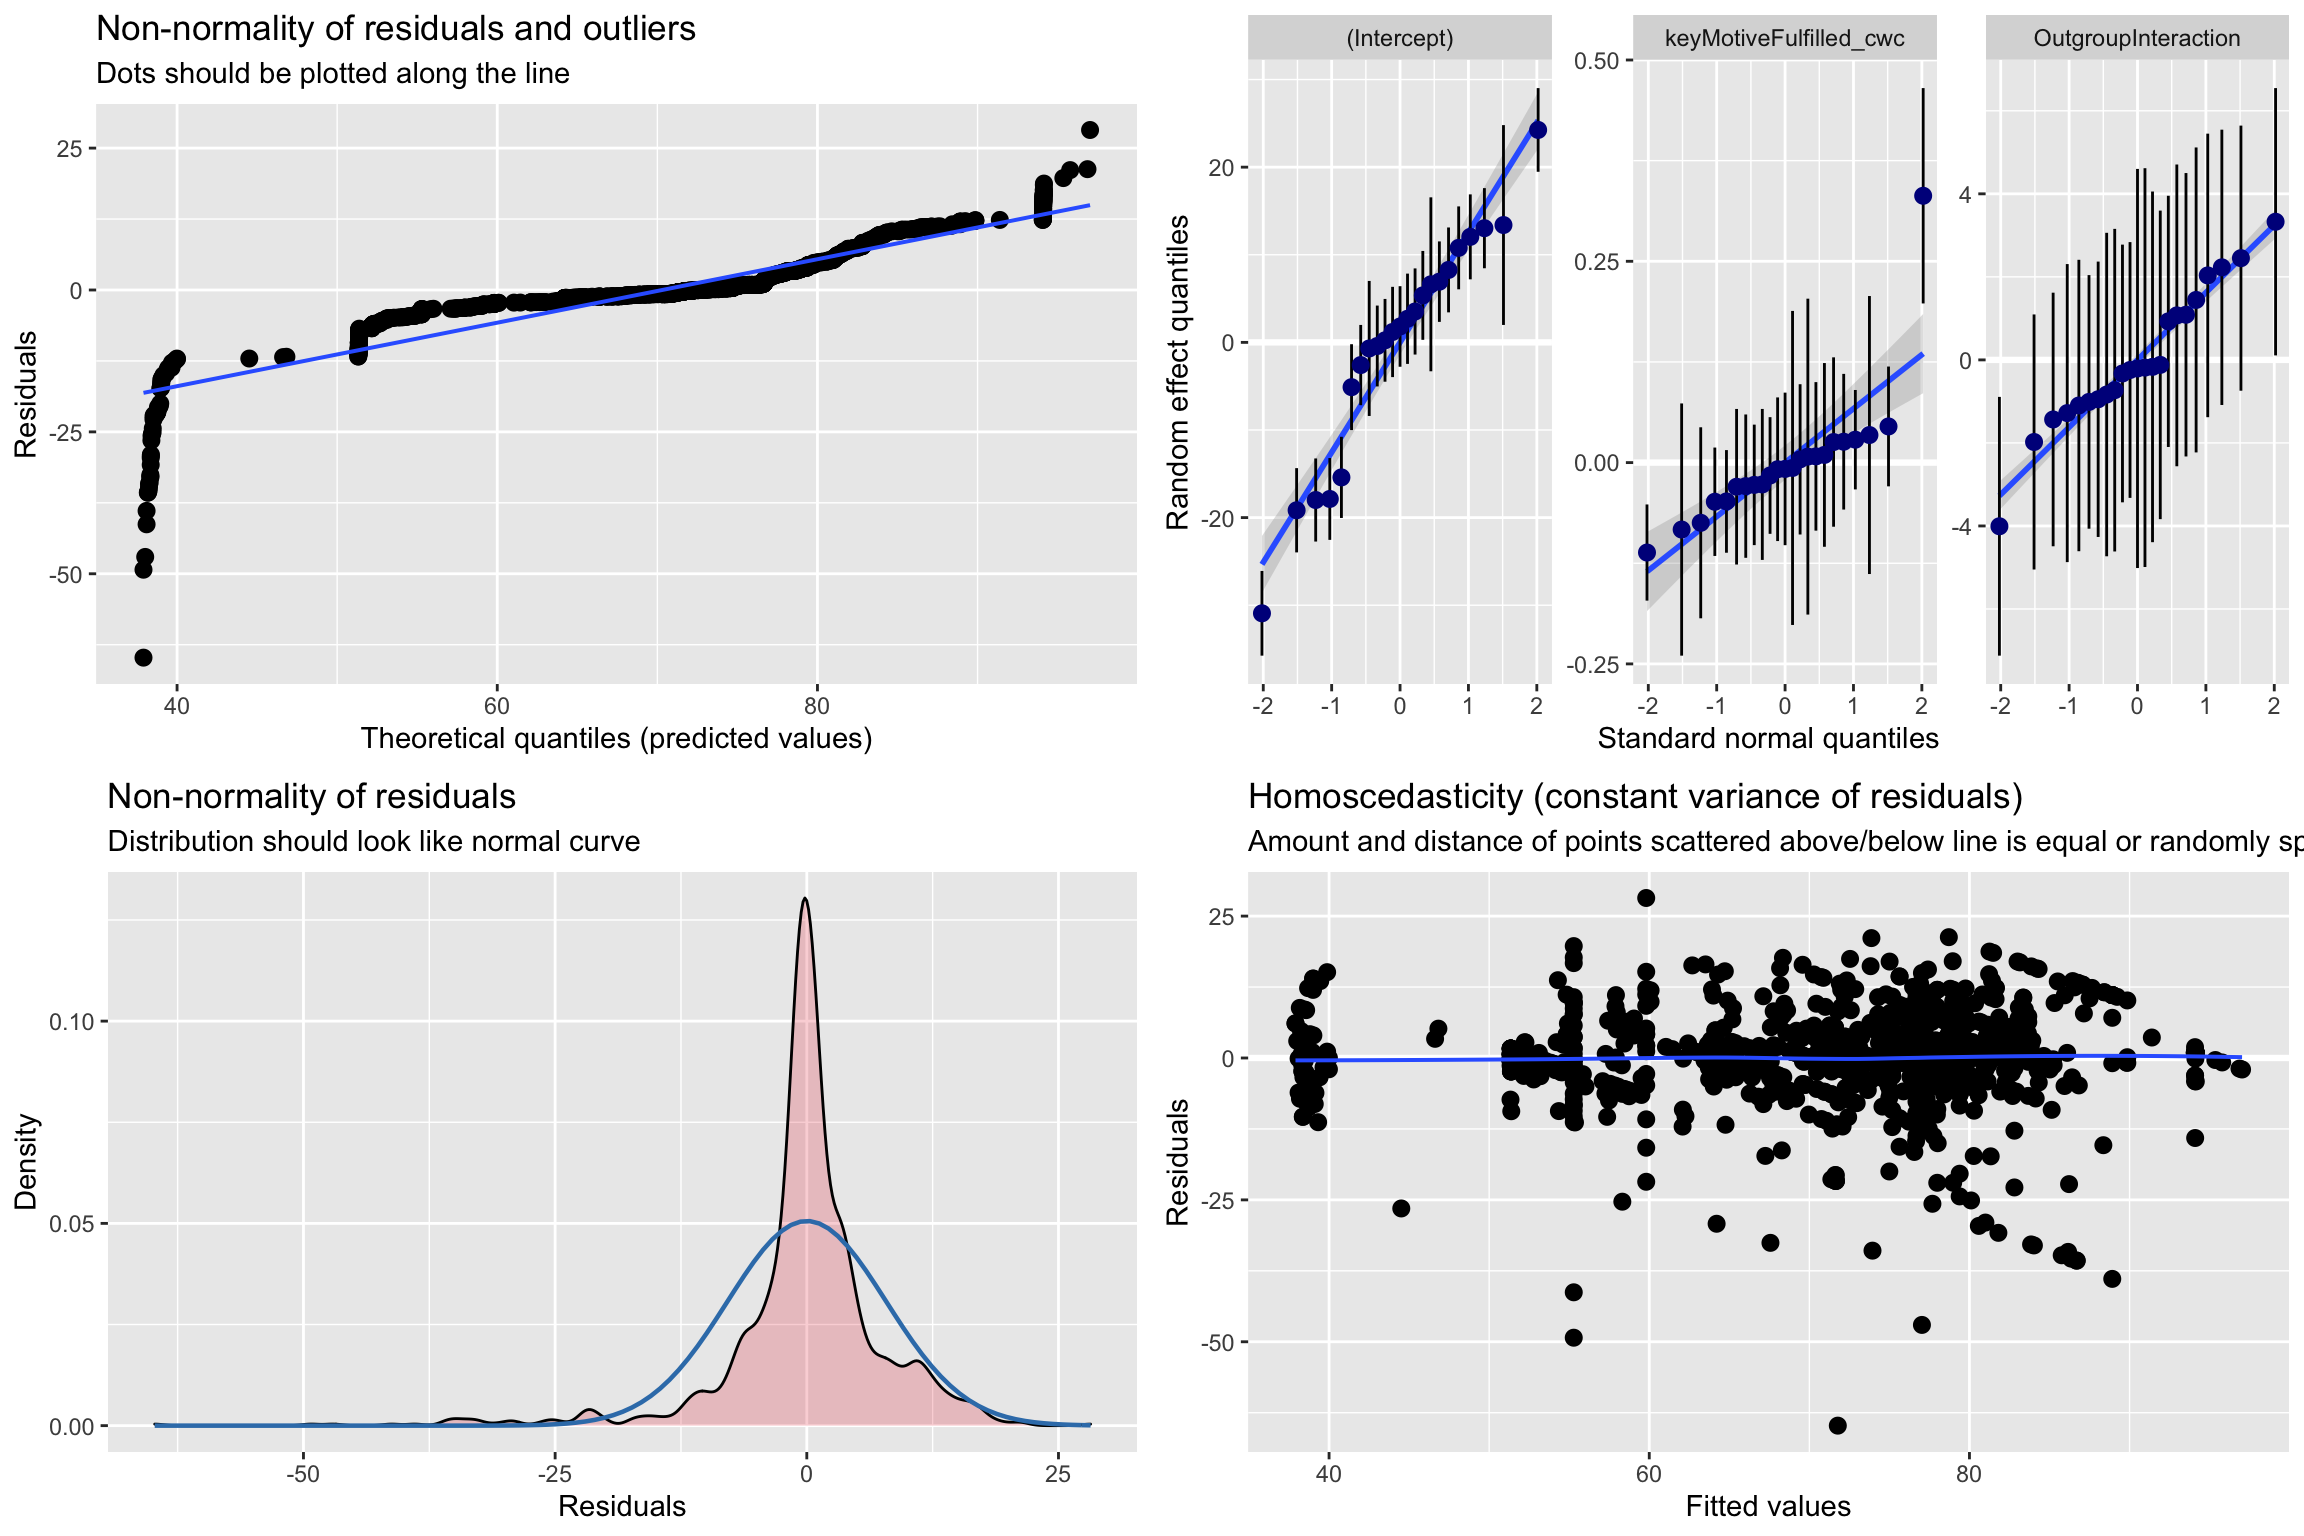 Non-normality of residuals and outliers
Dots should be plotted along the line
Residuals
25
0
-25
-50
40
60
80
Theoretical quantiles (predicted values)
(Intercept)
keyMotiveFulfilled_cwc
OutgroupInteraction
Random effect quantiles
20
0
-20
0.50
0.25
0.00
-0.25
4
0
-4
-2
-1
0
1
2
-2
-1
0
1
2
-2
-1
0
1
2
Standard normal quantiles
Non-normality of residuals
Distribution should look like normal curve
Density
0.10
0.05
0.00
-50
-25
0
25
Residuals
Homoscedasticity (constant variance of residuals)
Amount and distance of points scattered above/below line is equal or randomly sp
Residuals
25
0
-25
-50
40
60
80
Fitted values